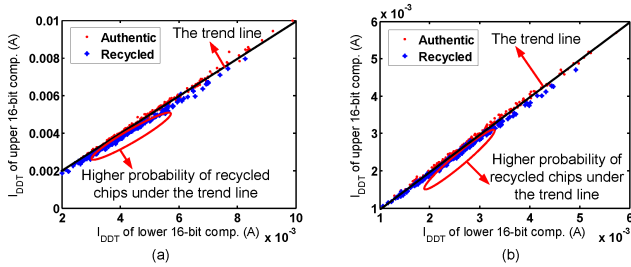 0.01
0.008
0.006
0.004
0.002
0
2
4
6
8
10
x 10⁻³
I_DDT of upper 16-bit comp. (A)
I_DDT of lower 16-bit comp. (A)
Authentic
Recycled
The trend line
Higher probability of recycled
chips under the trend line
(a)
x 10⁻³
6
5
4
3
2
1
1
2
3
4
5
6
x 10⁻³
I_DDT of upper 16-bit comp. (A)
I_DDT of lower 16-bit comp. (A)
Authentic
Recycled
The trend line
Higher probability of
recycled chips under
the trend line
(b)